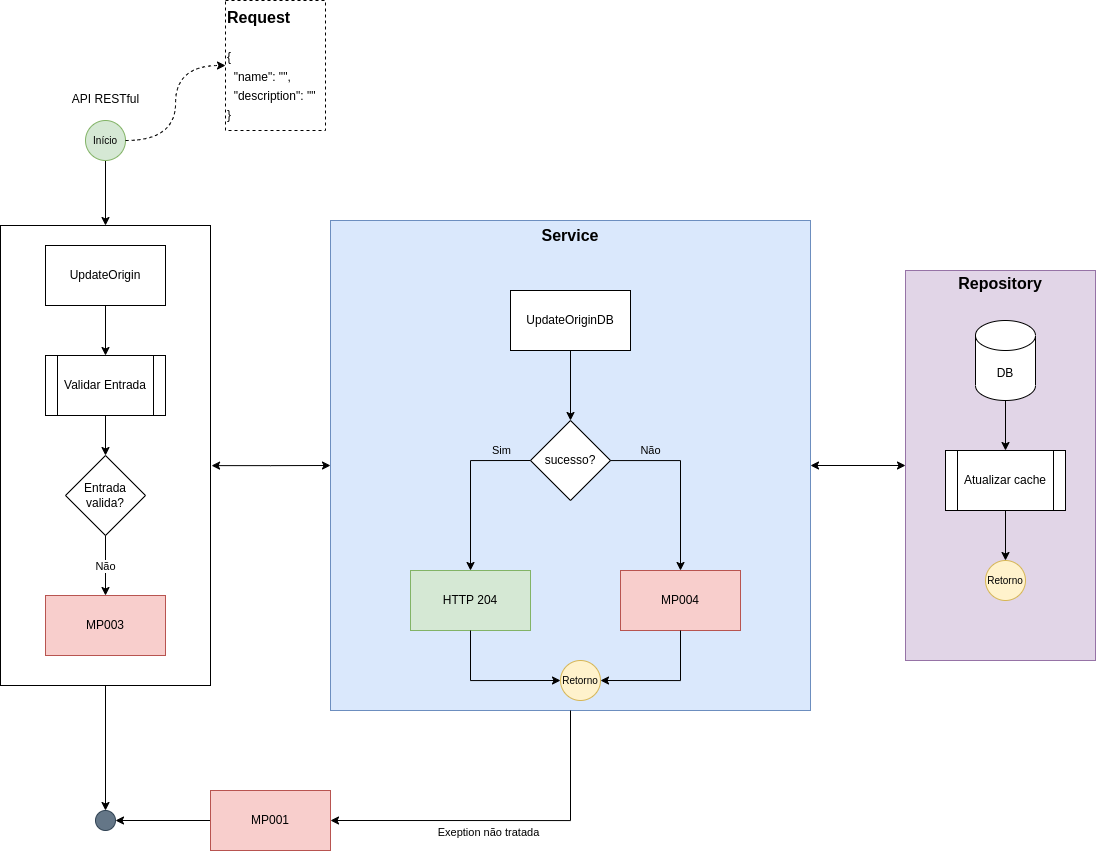 Request
{
"name": "",
"description": ""
}
API RESTful
Início
UpdateOrigin
Validar Entrada
Entrada
valida?
Não
MP003
Service
UpdateOriginDB
sucesso?
Sim
Não
HTTP 204
MP004
Retorno
Repository
DB
Atualizar cache
Retorno
MP001
Exeption não tratada